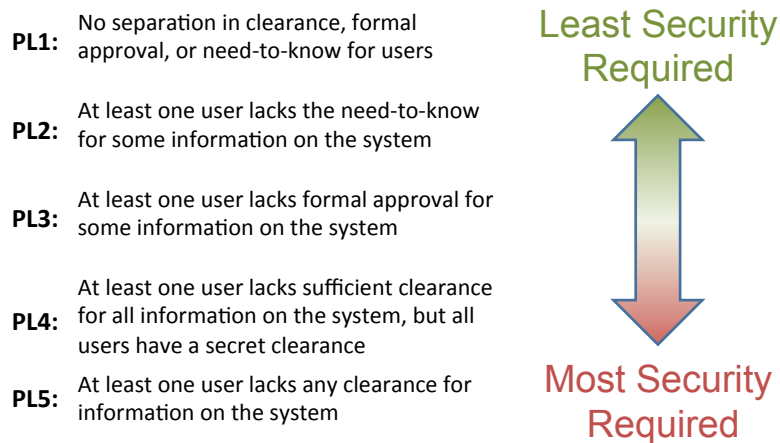 PL1: No separation in clearance, formal
approval, or need-to-know for users
PL2: At least one user lacks the need-to-know
for some information on the system
PL3: At least one user lacks formal approval for
some information on the system
PL4: At least one user lacks sufficient clearance
for all information on the system, but all
users have a secret clearance
PL5: At least one user lacks any clearance for
information on the system
Least Security
Required
Most Security
Required